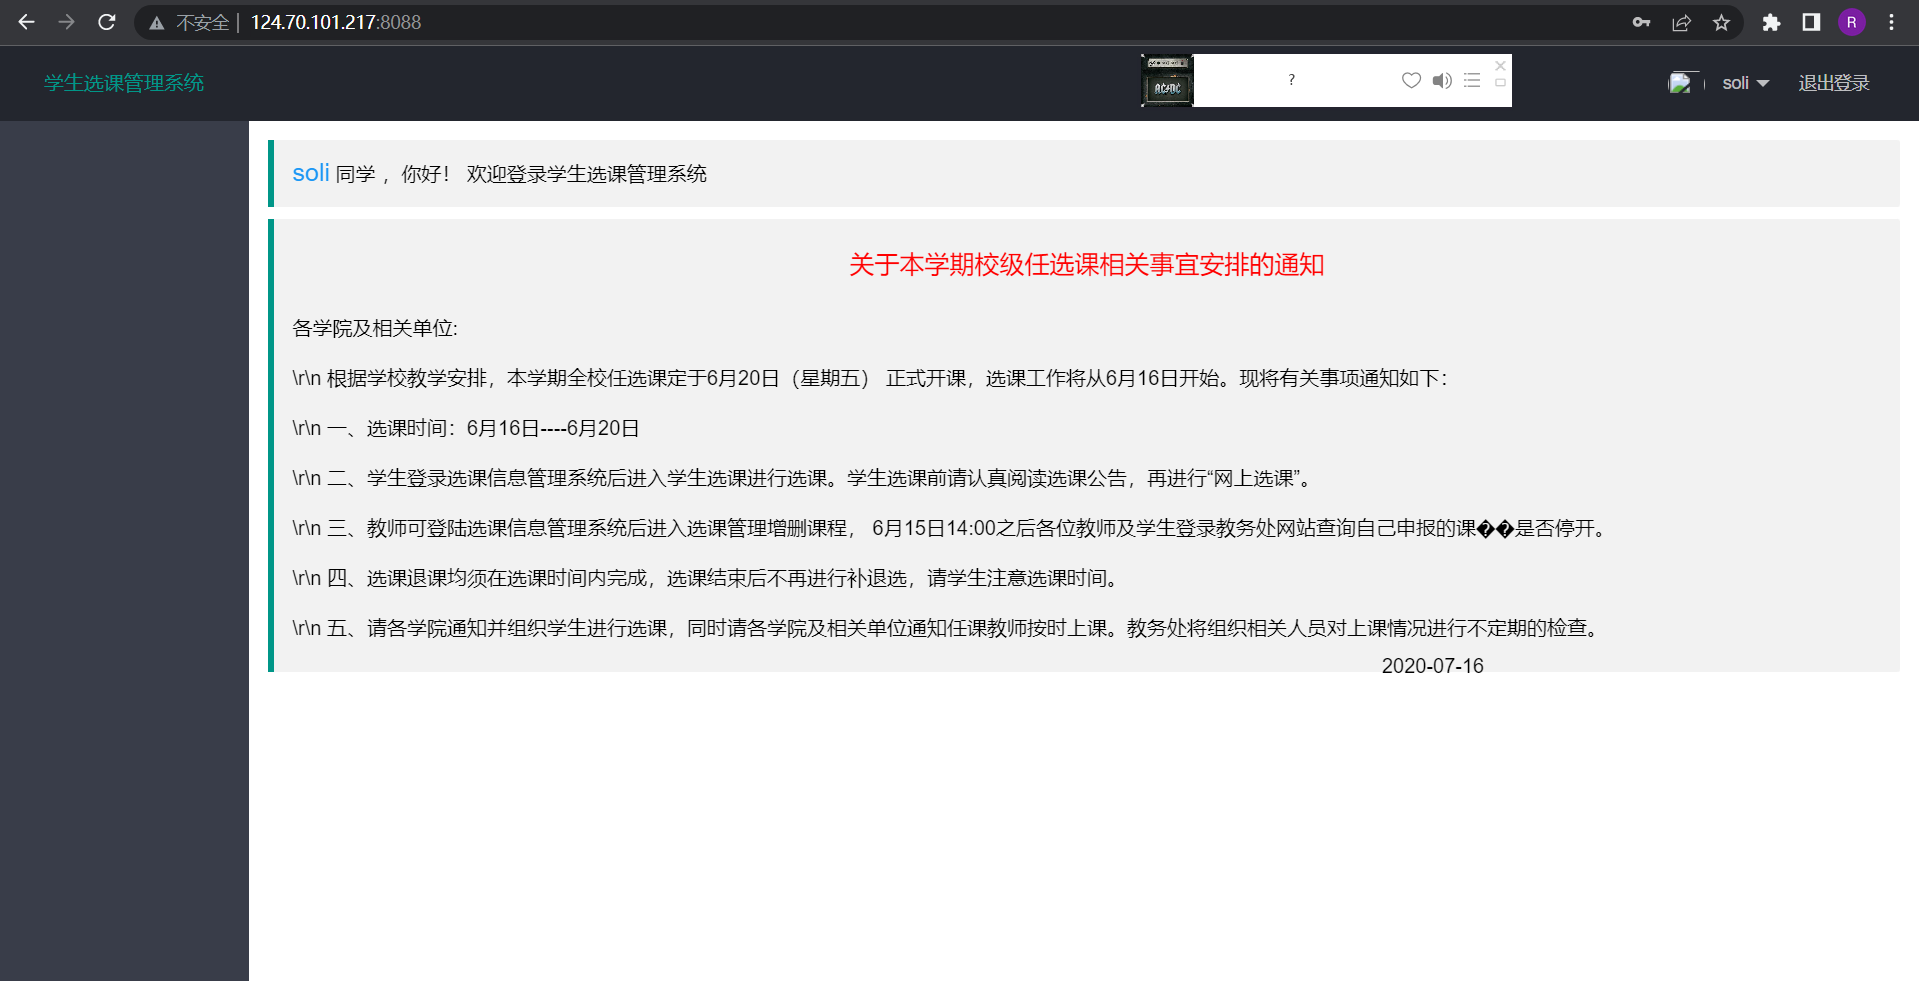 不安全 | 124.70.101.217:8088
R
学生选课管理系统
AC/DC
?
soli
退出登录
soli 同学 ，你好！ 欢迎登录学生选课管理系统
关于本学期校级任选课相关事宜安排的通知
各学院及相关单位:
\r\n 根据学校教学安排，本学期全校任选课定于6月20日（星期五） 正式开课，选课工作将从6月16日开始。现将有关事项通知如下：
\r\n 一、选课时间：6月16日----6月20日
\r\n 二、学生登录选课信息管理系统后进入学生选课进行选课。学生选课前请认真阅读选课公告，再进行“网上选课”。
\r\n 三、教师可登陆选课信息管理系统后进入选课管理增删课程， 6月15日14:00之后各位教师及学生登录教务处网站查询自己申报的课��是否停开。
\r\n 四、选课退课均须在选课时间内完成，选课结束后不再进行补退选，请学生注意选课时间。
\r\n 五、请各学院通知并组织学生进行选课，同时请各学院及相关单位通知任课教师按时上课。教务处将组织相关人员对上课情况进行不定期的检查。
2020-07-16